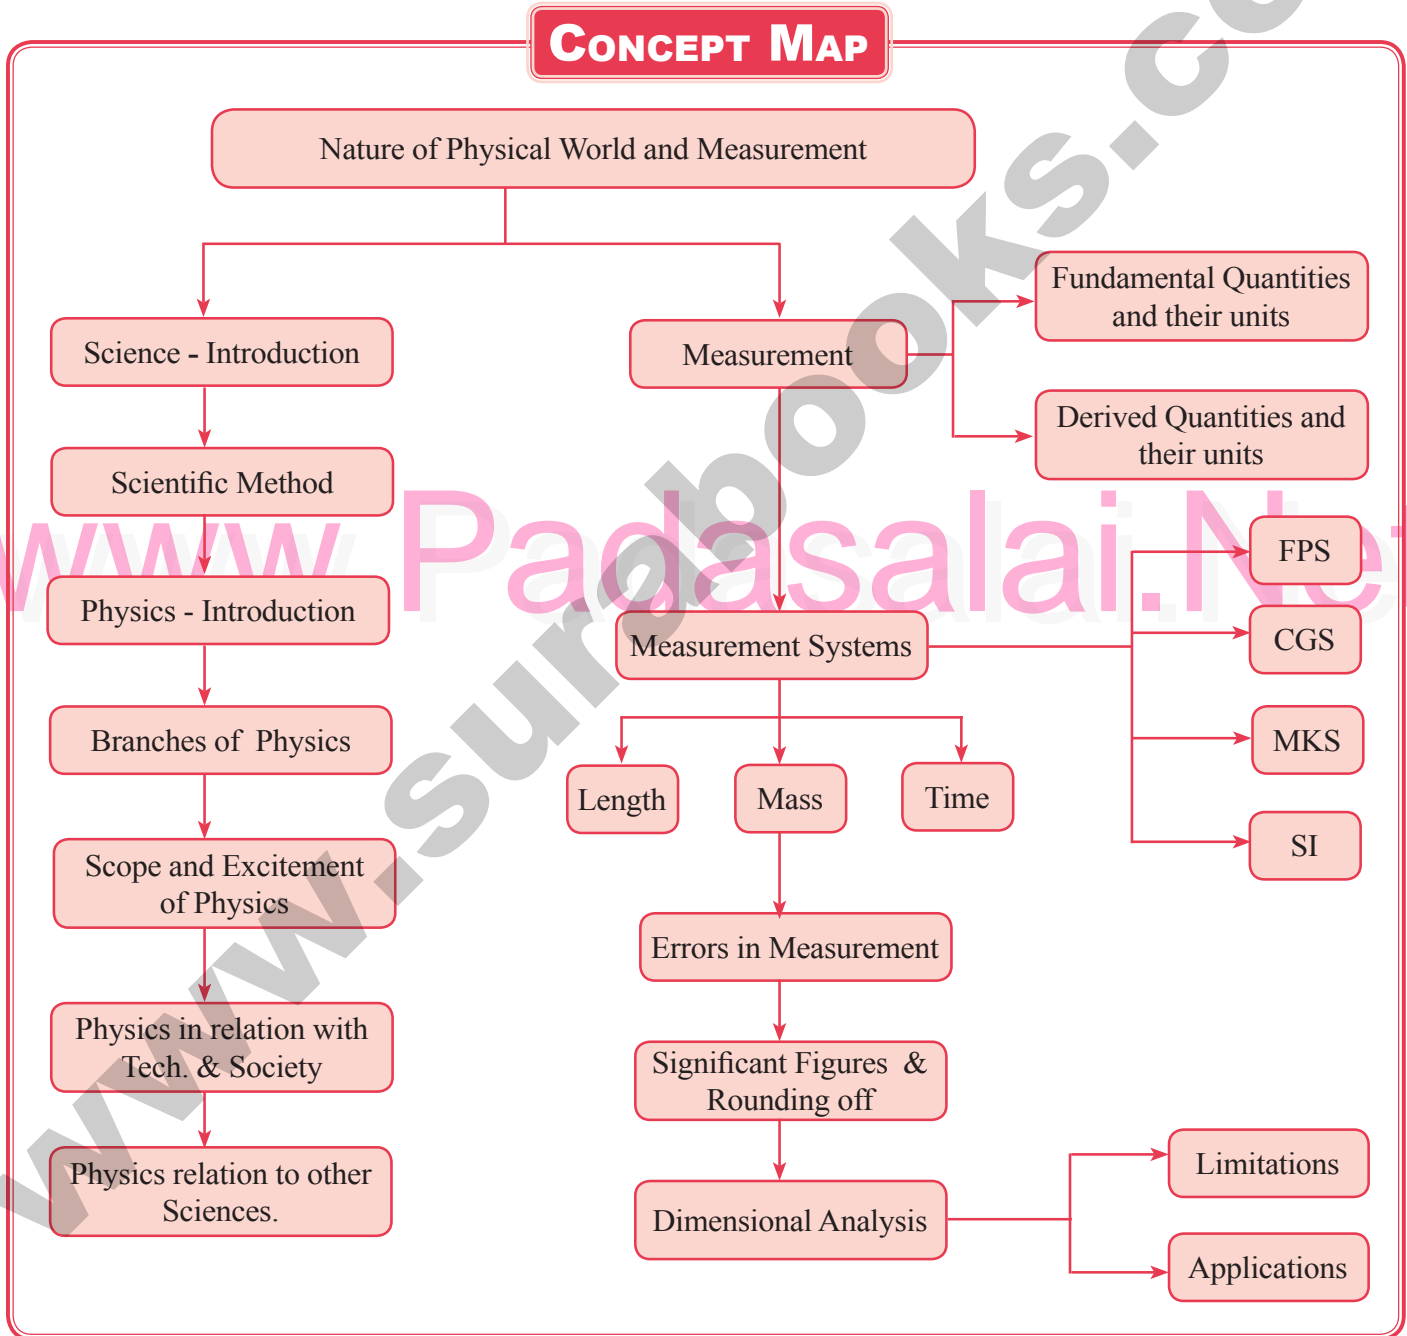 CONCEPT MAP
Nature of Physical World and Measurement
Science - Introduction
Scientific Method
Physics - Introduction
Branches of Physics
Scope and Excitement
of Physics
Physics in relation with
Tech. & Society
Physics relation to other
Sciences.
Measurement
Fundamental Quantities
and their units
Derived Quantities and
their units
Measurement Systems
FPS
CGS
MKS
SI
Length
Mass
Time
Errors in Measurement
Significant Figures &
Rounding off
Dimensional Analysis
Limitations
Applications
www.Padasalai.Net
www.surabooks.co